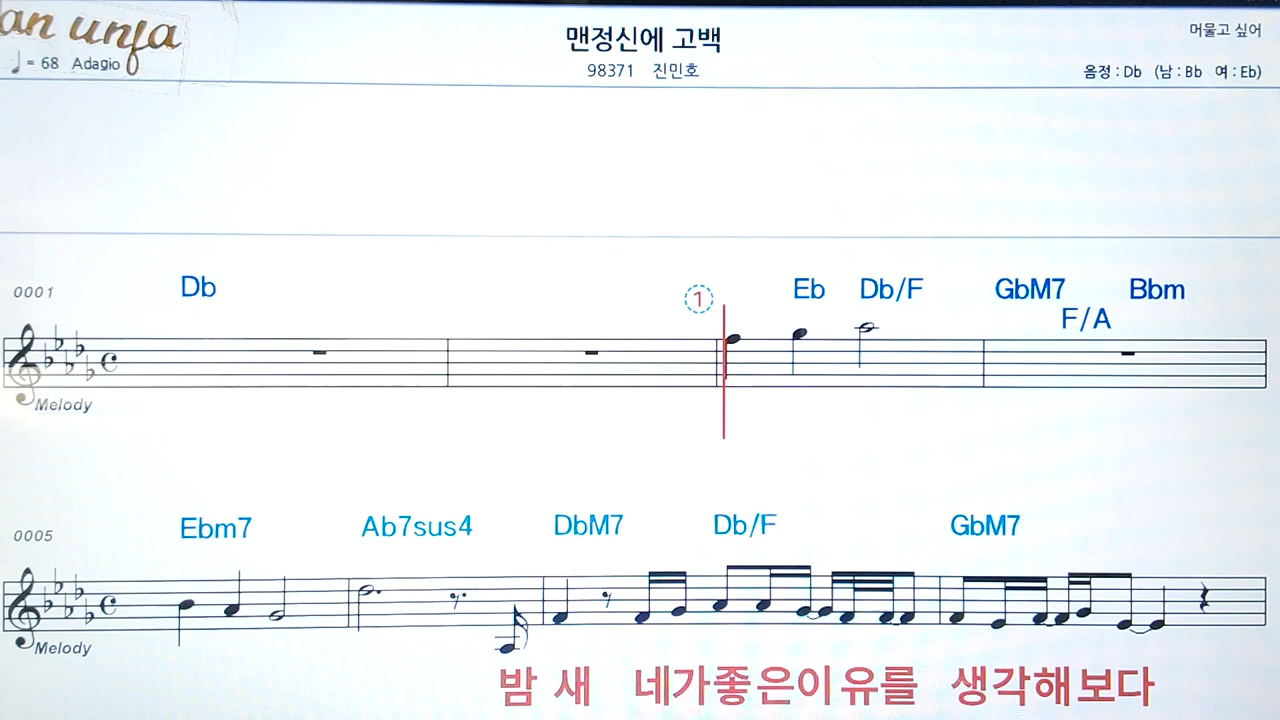 an unja
맨정신에 고백
머물고 싶어
♩ = 68 Adagio
98371 진민호
음정 : Db (남 : Bb 여 : Eb)
0001 Db ① Eb Db/F GbM7 Bbm
F/A
Melody
0005 Ebm7 Ab7sus4 DbM7 Db/F GbM7
Melody
밤 새 네가좋은이유를 생각해보다